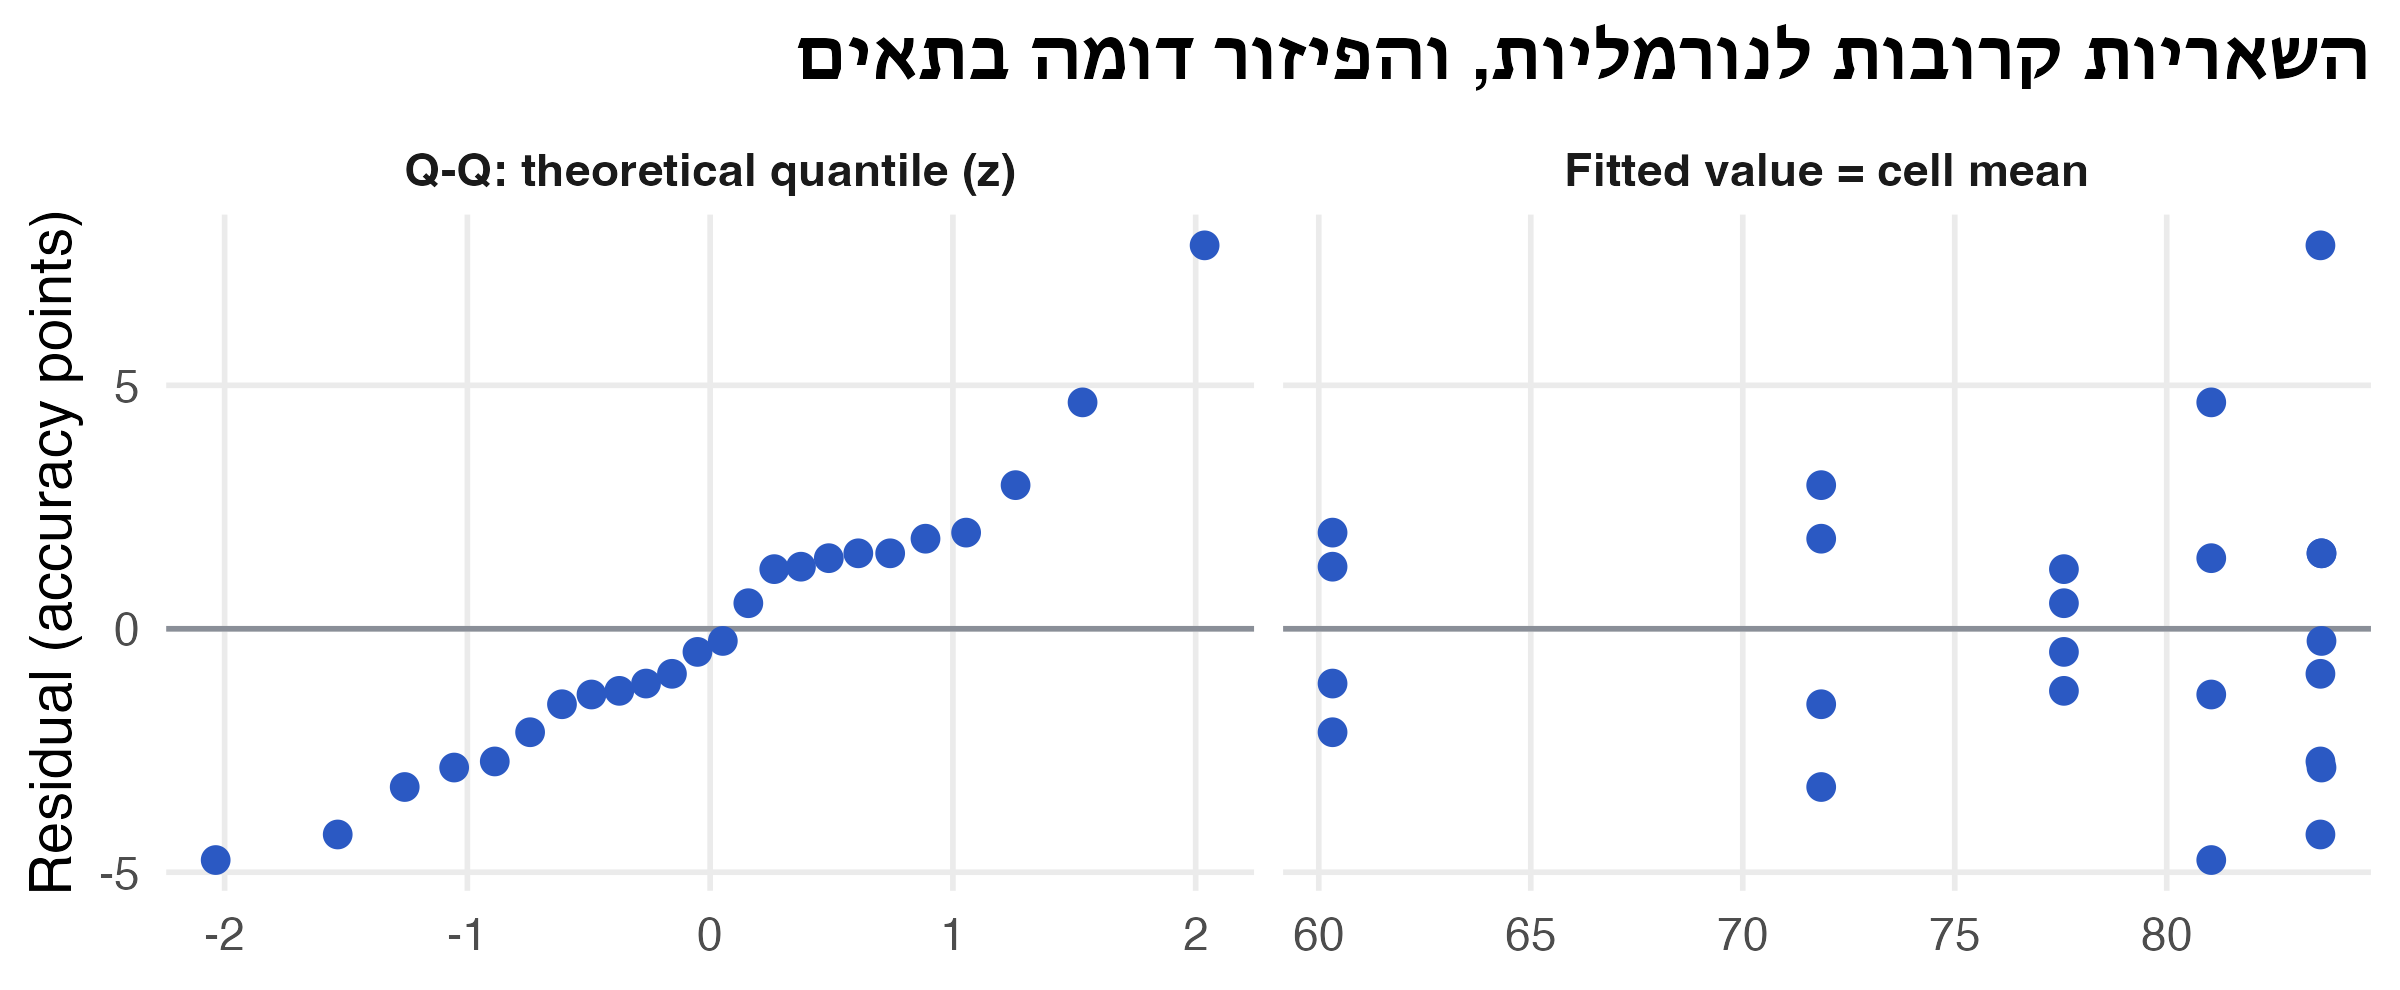 השאריות קרובות לנורמליות, והפיזור דומה בתאים
Q-Q: theoretical quantile (z)
Fitted value = cell mean
Residual (accuracy points)
5
0
-5
-2 -1 0 1 2
60 65 70 75 80